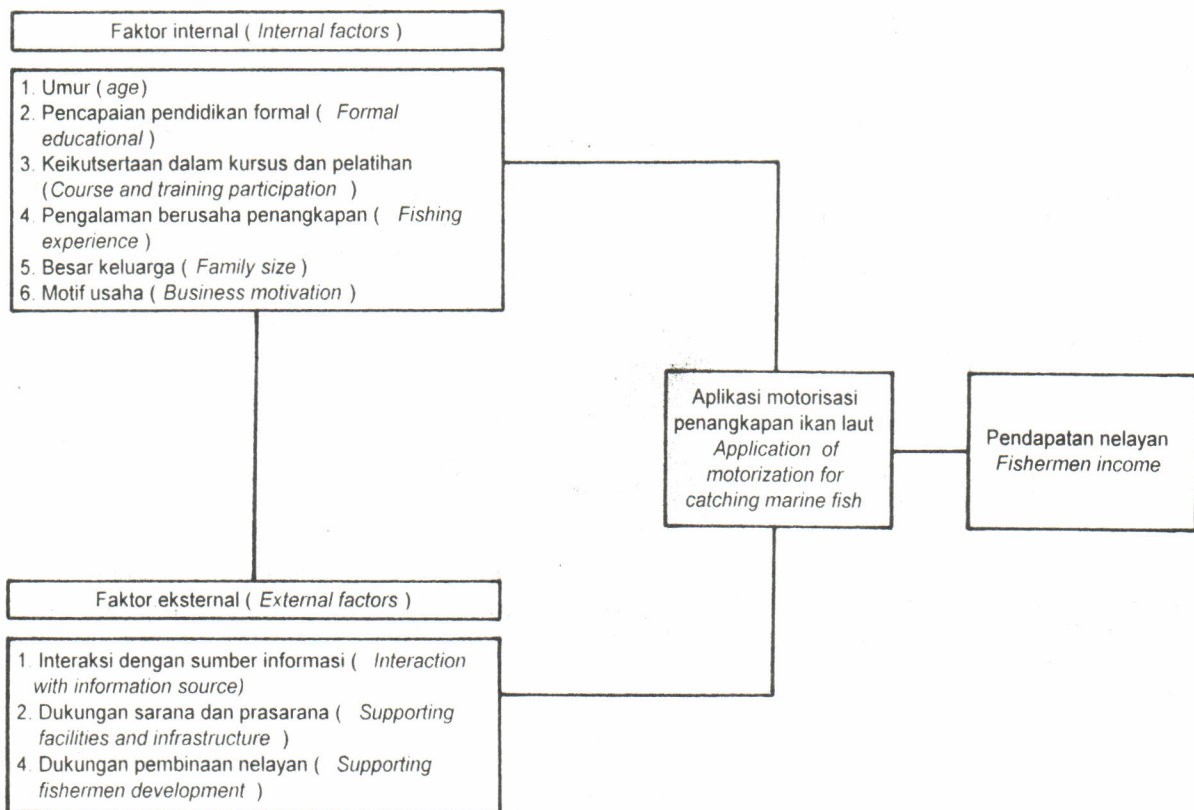 Faktor internal ( Internal factors )
1. Umur ( age)
2. Pencapaian pendidikan formal ( Formal
educational )
3. Keikutsertaan dalam kursus dan pelatihan
(Course and training participation )
4. Pengalaman berusaha penangkapan ( Fishing
experience )
5. Besar keluarga ( Family size )
6. Motif usaha ( Business motivation )
Aplikasi motorisasi
penangkapan ikan laut
Application of
motorization for
catching marine fish
Pendapatan nelayan
Fishermen income
Faktor eksternal ( External factors )
1. Interaksi dengan sumber informasi ( Interaction
with information source)
2. Dukungan sarana dan prasarana ( Supporting
facilities and infrastructure )
4. Dukungan pembinaan nelayan ( Supporting
fishermen development )